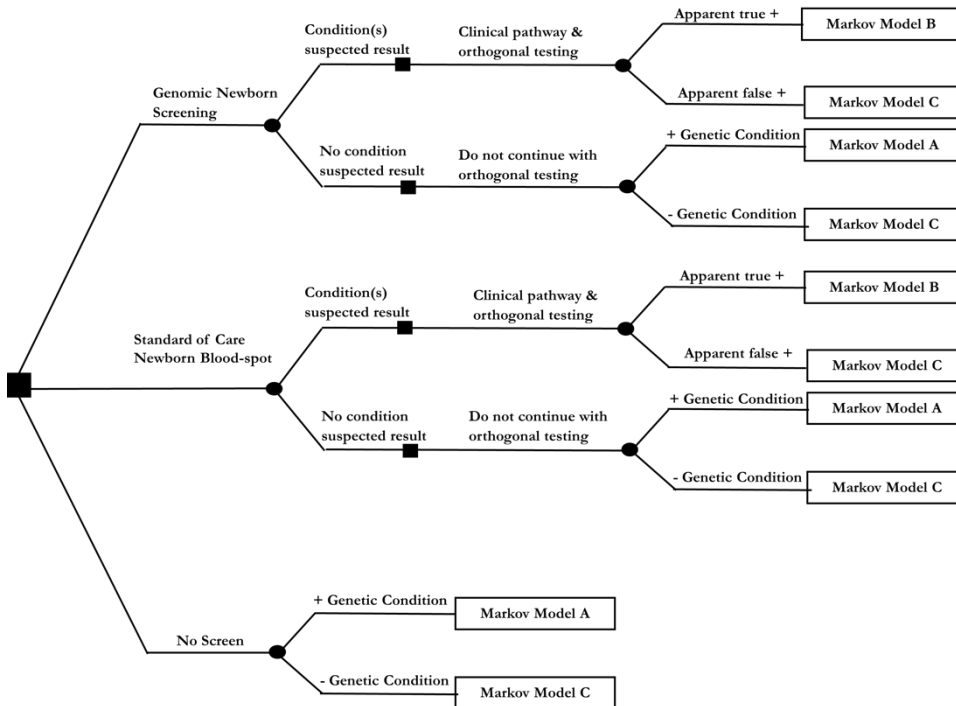 Apparent true +
Markov Model B
Condition(s)
suspected result
Clinical pathway &
orthogonal testing
Genomic Newborn
Screening
Apparent false +
Markov Model C
+ Genetic Condition
Markov Model A
No condition
suspected result
Do not continue with
orthogonal testing
- Genetic Condition
Markov Model C
Apparent true +
Markov Model B
Condition(s)
suspected result
Clinical pathway &
orthogonal testing
Standard of Care
Newborn Blood-spot
Apparent false +
Markov Model C
+ Genetic Condition
Markov Model A
No condition
suspected result
Do not continue with
orthogonal testing
- Genetic Condition
Markov Model C
+ Genetic Condition
Markov Model A
No Screen
- Genetic Condition
Markov Model C